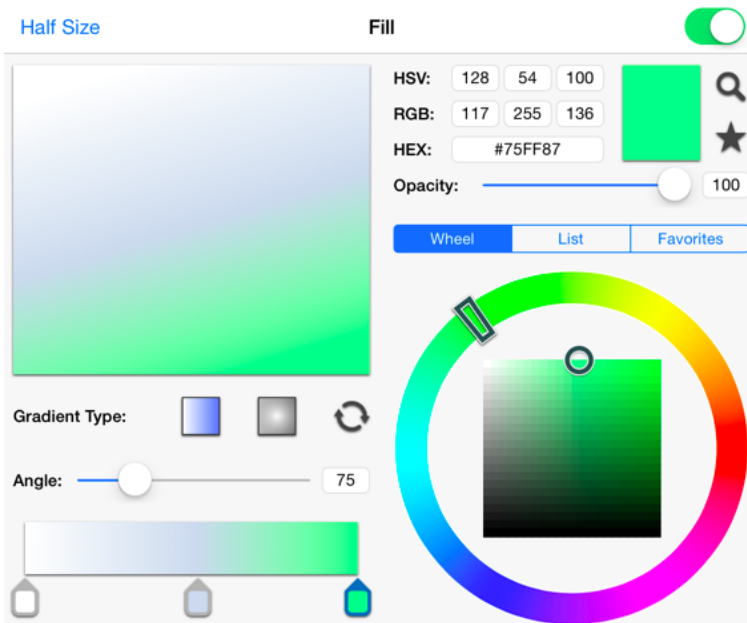 Half Size
Fill
HSV: 128 54 100
RGB: 117 255 136
HEX: #75FF87
Opacity: 100
Wheel List Favorites
Gradient Type:
Angle: 75